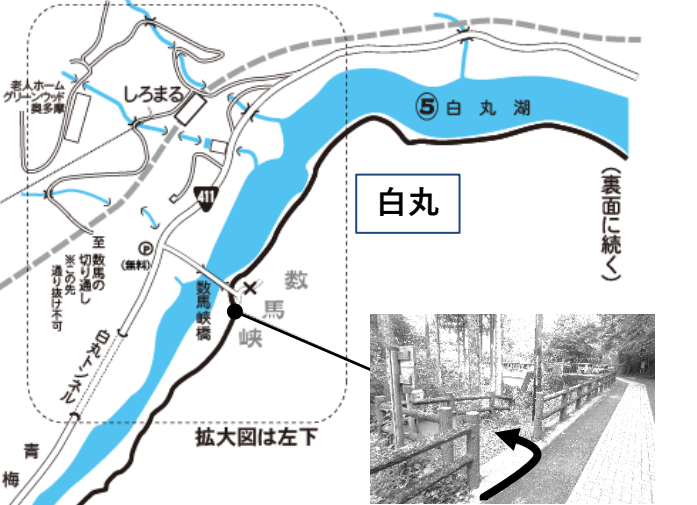 老人ホーム
グリーンウッド
奥多摩
しろまる
⑤白丸湖
白丸
(裏面に続く)
411
P
(無料)
至 数馬の
切り通し
※この先
通り抜け不可
数馬峡橋
数馬峡
白丸トンネル
拡大図は左下
青梅